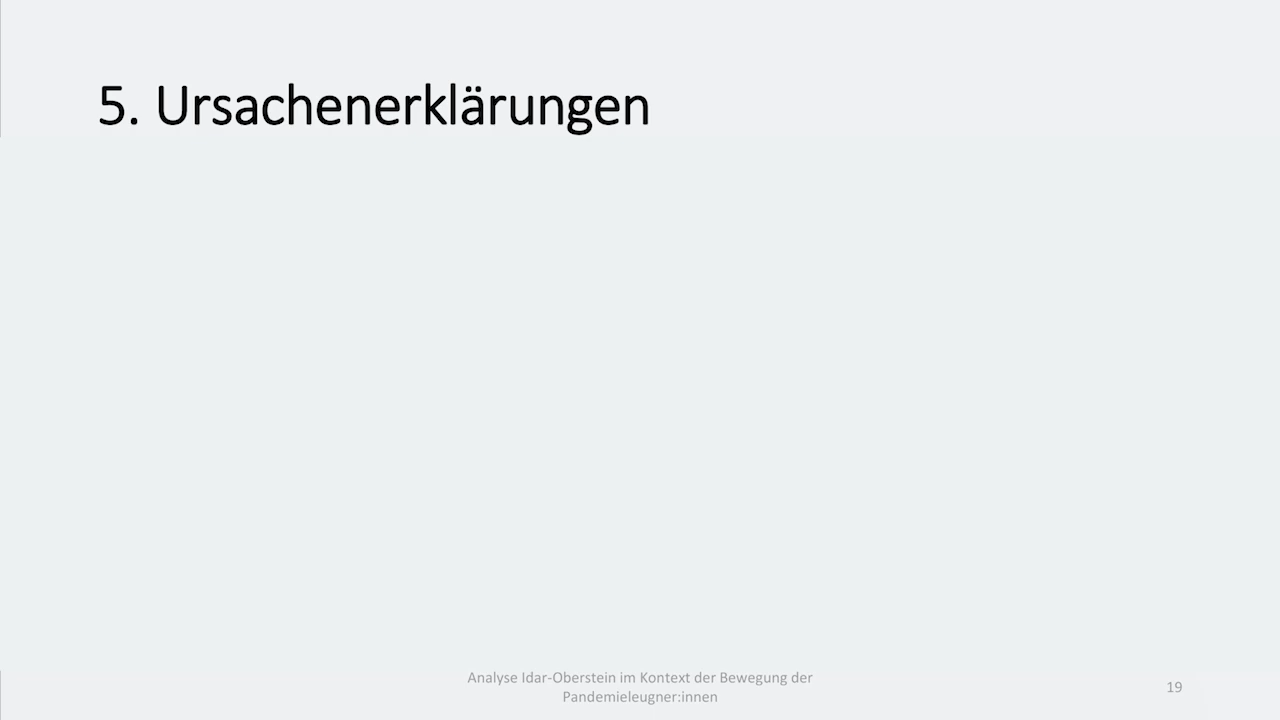 5. Ursachenerklärungen
Analyse Idar-Oberstein im Kontext der Bewegung der
Pandemieleugner:innen
19